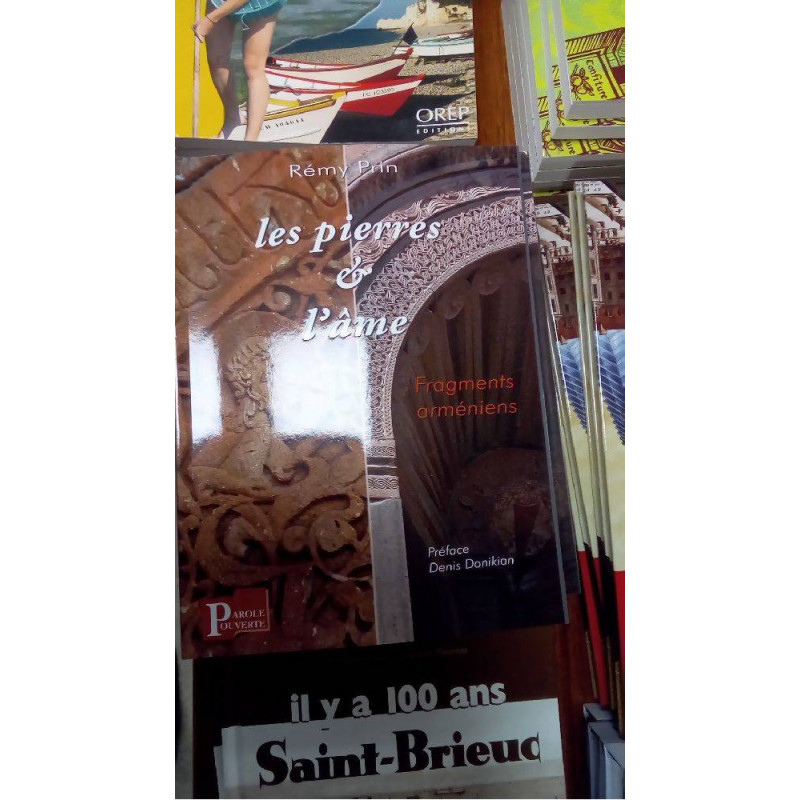 OREP
EDITIONS
Confiture
Rémy Prin
les pierres
&
l'âme
Fragments
arméniens
Préface
Denis Donikian
PAROLE
OUVERTE
il y a 100 ans
Saint-Brieuc